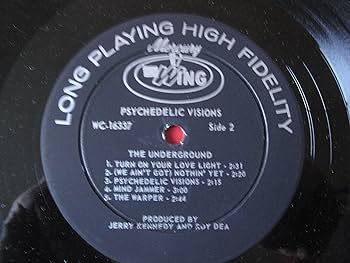 LONG PLAYING HIGH FIDELITY
Mercury
WING
PSYCHEDELIC VISIONS
WC-16337
Side 2
THE UNDERGROUND
1. TURN ON YOUR LOVE LIGHT - 2:31
2. (WE AIN'T GOT) NOTHIN' YET - 2:20
3. PSYCHEDELIC VISIONS - 2:15
4. MIND JAMMER - 3:00
5. THE WARPER - 2:44
PRODUCED BY
JERRY KENNEDY AND ROY DEA